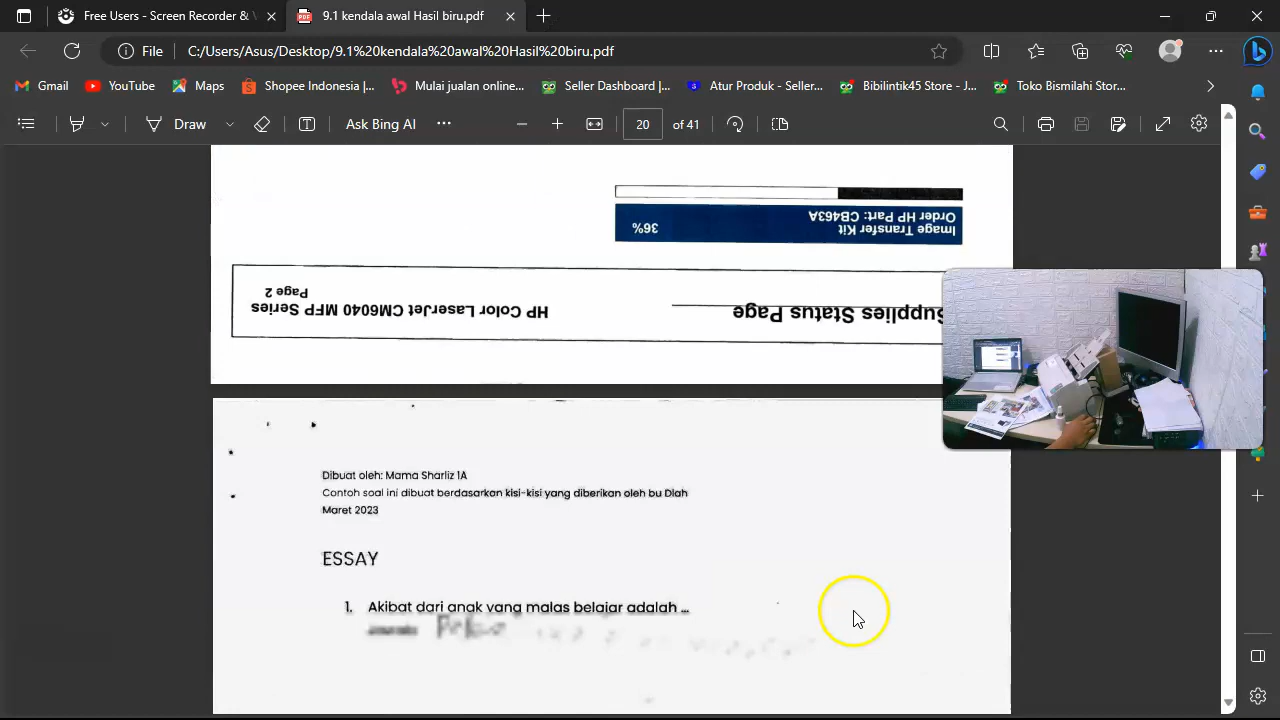 Free Users - Screen Recorder & \
9.1 kendala awal Hasil biru.pdf
File
C:/Users/Asus/Desktop/9.1%20kendala%20awal%20Hasil%20biru.pdf
Gmail
YouTube
Maps
Shopee Indonesia |...
Mulai jualan online...
Seller Dashboard |...
Atur Produk - Seller...
Bibilintik45 Store - J...
Toko Bismilahi Stor...
Draw
Ask Bing AI
20 of 41
36%
Order HP Part: CB463A
Image Transfer Kit
Page 2
HP Color LaserJet CM6040 MFP Series
Supplies Status Page
Dibuat oleh: Mama Sharliz 1A
Contoh soal ini dibuat berdasarkan kisi-kisi yang diberikan oleh bu Diah
Maret 2023
ESSAY
1. Akibat dari anak yang malas belajar adalah ...